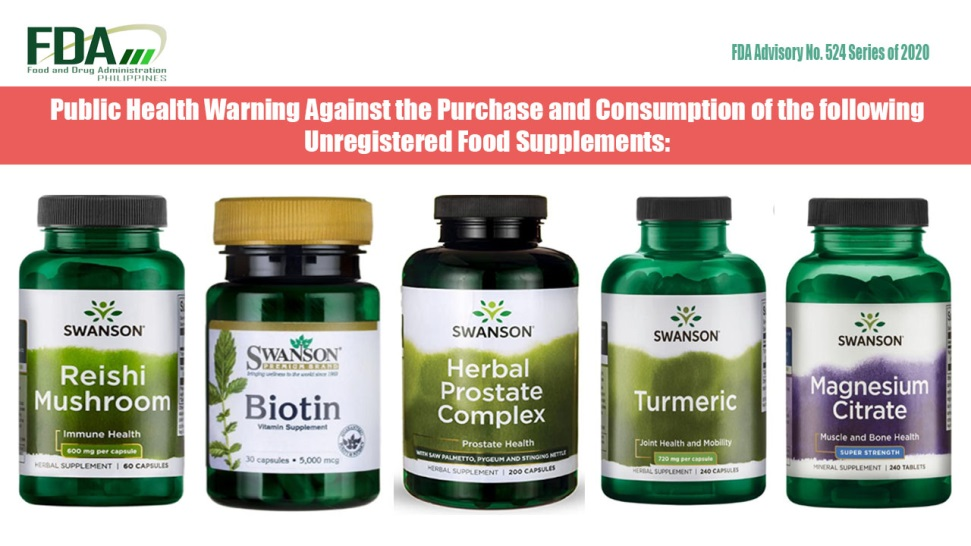 FDA
Food and Drug Administration
PHILIPPINES
FDA Advisory No. 524 Series of 2020
Public Health Warning Against the Purchase and Consumption of the following
Unregistered Food Supplements:
SWANSON
Reishi
Mushroom
Immune Health
600 mg per capsule
HERBAL SUPPLEMENT | 60 CAPSULES
SWANSON
PREMIUM BRAND
bringing wellness to the world since 1969
Biotin
Vitamin Supplement
30 capsules • 5,000 mcg
SWANSON
Herbal
Prostate
Complex
Prostate Health
WITH SAW PALMETTO, PYGEUM AND STINGING NETTLE
HERBAL SUPPLEMENT | 200 CAPSULES
SWANSON
Turmeric
Joint Health and Mobility
720 mg per capsule
HERBAL SUPPLEMENT | 240 CAPSULES
SWANSON
Magnesium
Citrate
Muscle and Bone Health
SUPER STRENGTH
MINERAL SUPPLEMENT | 240 TABLETS